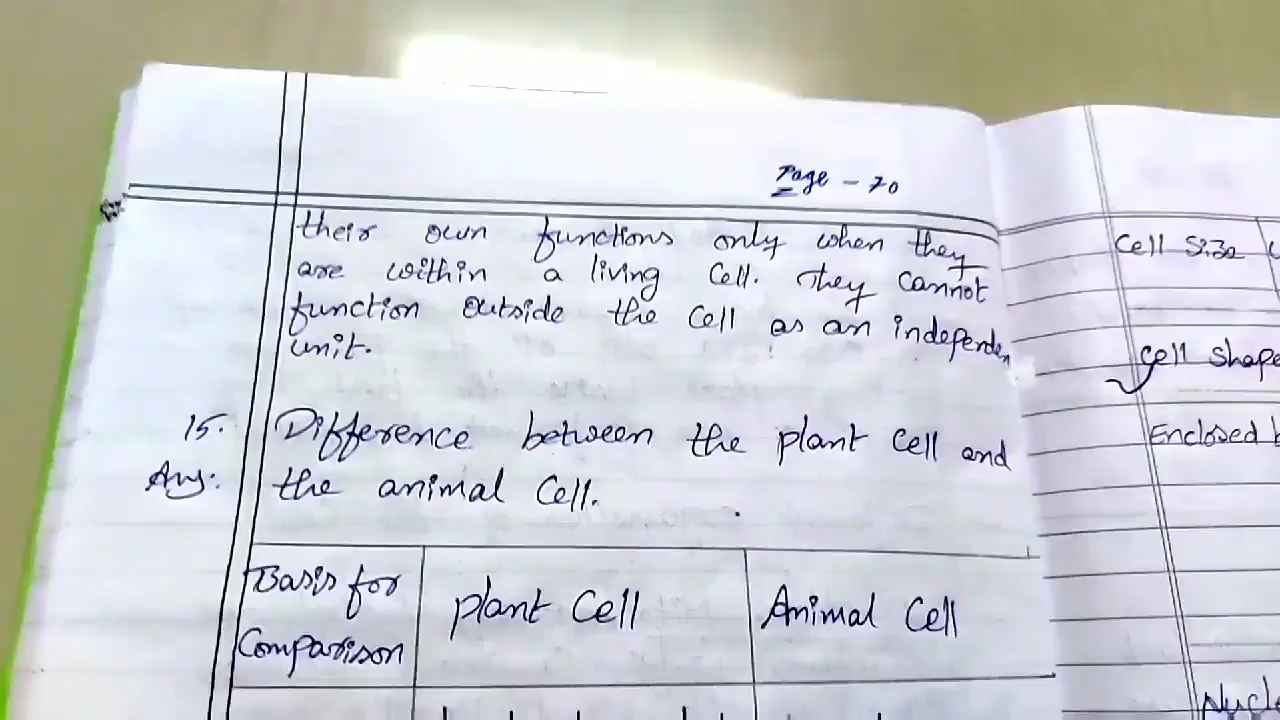 Page - 70
their own functions only when they
are within a living cell. They cannot
function outside the cell as an independen
unit.
15. Difference between the plant cell and
Ans: the animal cell.
Basis for Comparison
Plant Cell
Animal Cell
Cell Size
Cell shape
Enclosed b
Nucle